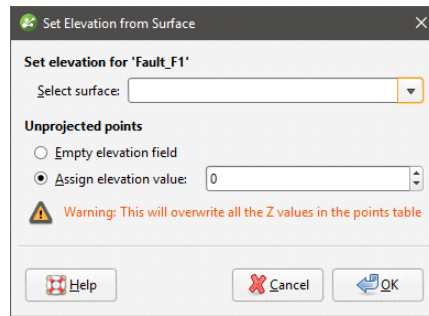 Set Elevation from Surface
Set elevation for 'Fault_F1'
Select surface:
Unprojected points
Empty elevation field
Assign elevation value: 0
Warning: This will overwrite all the Z values in the points table
Help Cancel OK